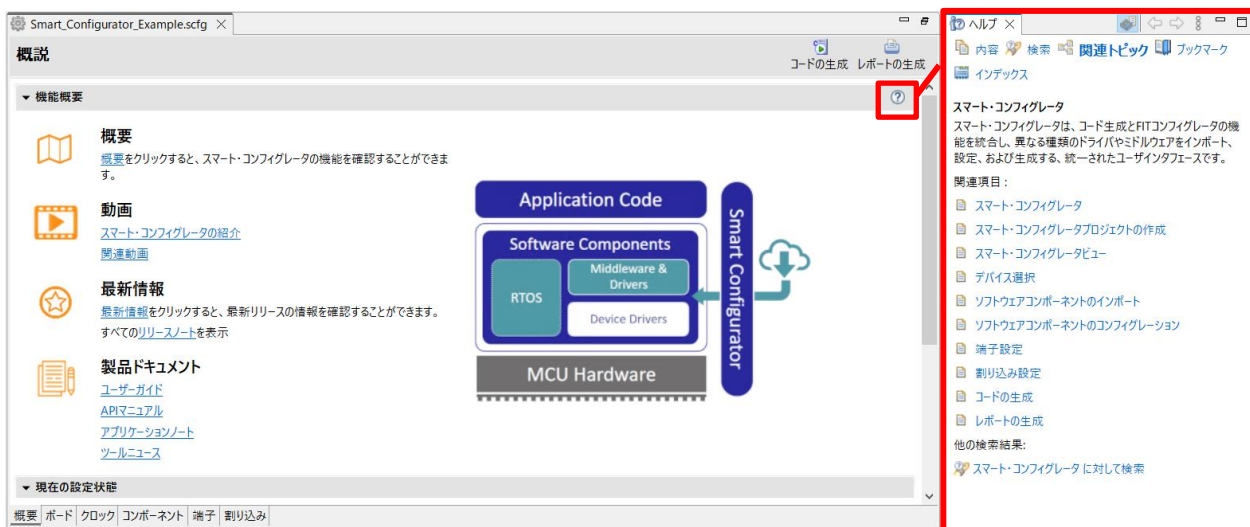 Smart_Configurator_Example.scfg
概説
コードの生成 レポートの生成
機能概要
概要
概要をクリックすると、スマート・コンフィグレータの機能を確認することができま
す。
動画
スマート・コンフィグレータの紹介
関連動画
最新情報
最新情報をクリックすると、最新リリースの情報を確認することができます。
すべてのリリースノートを表示
製品ドキュメント
ユーザーガイド
APIマニュアル
アプリケーションノート
ツールニュース
Application Code
Software Components
RTOS
Middleware &
Drivers
Device Drivers
MCU Hardware
Smart Configurator
現在の設定状態
概要 ボード クロック コンポーネント 端子 割り込み
ヘルプ
内容 検索 関連トピック ブックマーク
インデックス
スマート・コンフィグレータ
スマート・コンフィグレータは、コード生成とFITコンフィグレータの機
能を統合し、異なる種類のドライバやミドルウェアをインポート、
設定、および生成する、統一されたユーザインタフェースです。
関連項目:
スマート・コンフィグレータ
スマート・コンフィグレータプロジェクトの作成
スマート・コンフィグレータビュー
デバイス選択
ソフトウェアコンポーネントのインポート
ソフトウェアコンポーネントのコンフィグレーション
端子設定
割り込み設定
コードの生成
レポートの生成
他の検索結果:
スマート・コンフィグレータ に対して検索